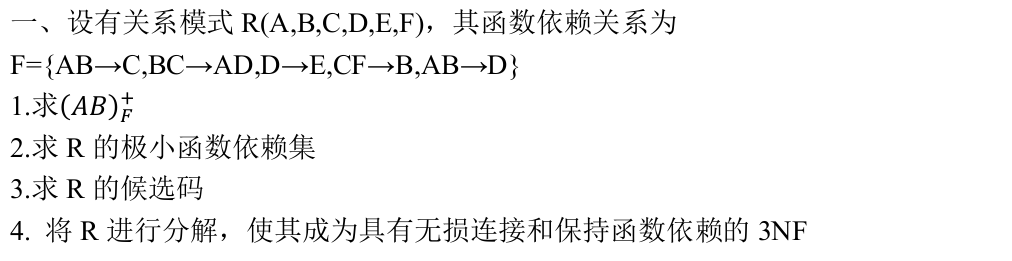 一、设有关系模式 R(A,B,C,D,E,F)，其函数依赖关系为
F={AB→C,BC→AD,D→E,CF→B,AB→D}
1.求(𝐴𝐵)⁺_F
2.求 R 的极小函数依赖集
3.求 R 的候选码
4. 将 R 进行分解，使其成为具有无损连接和保持函数依赖的 3NF